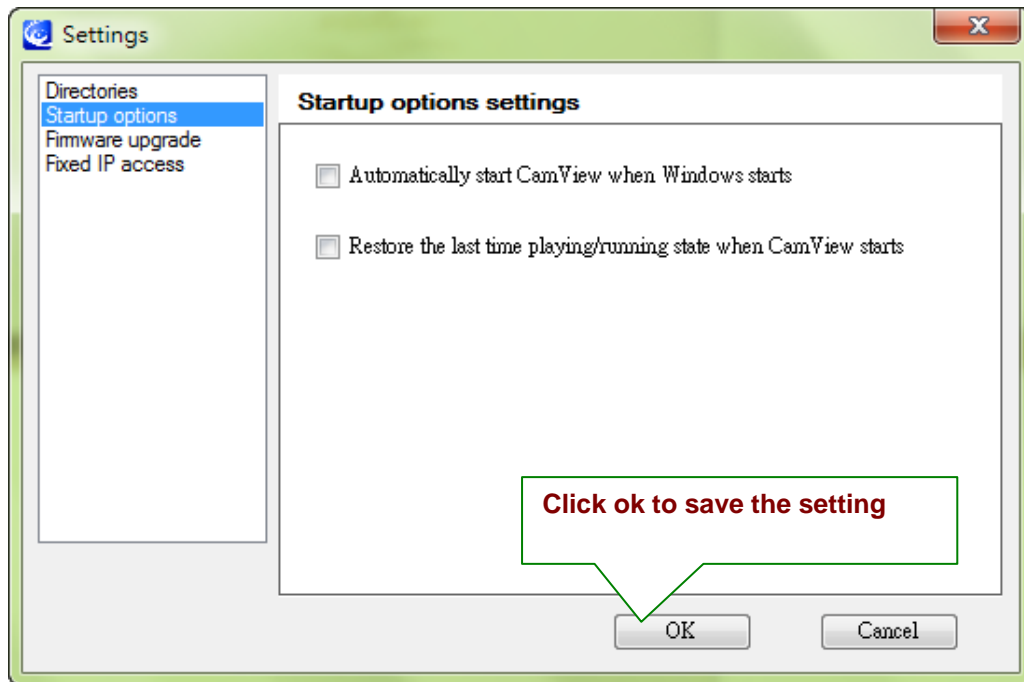 Settings
Directories
Startup options
Firmware upgrade
Fixed IP access
Startup options settings
Automatically start CamView when Windows starts
Restore the last time playing/running state when CamView starts
Click ok to save the setting
OK
Cancel